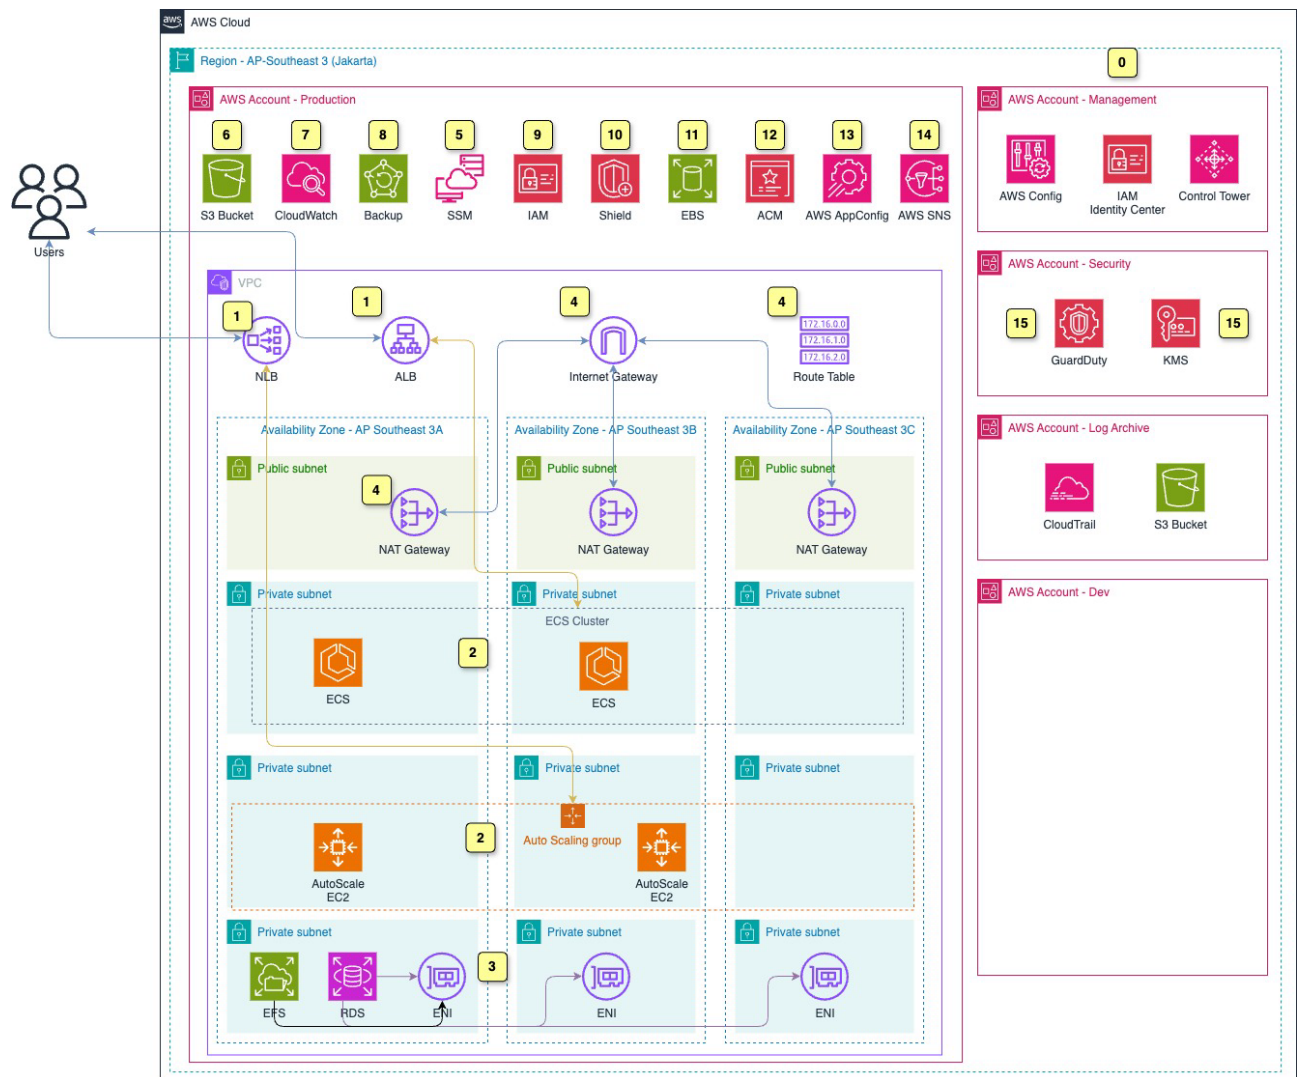 aws
AWS Cloud
Region - AP-Southeast 3 (Jakarta)
0
AWS Account - Production
6
7
8
5
9
10
11
12
13
14
S3 Bucket
CloudWatch
Backup
SSM
IAM
Shield
EBS
ACM
AWS AppConfig
AWS SNS
Users
VPC
1
1
4
4
172.16.0.0
172.16.1.0
172.16.2.0
NLB
ALB
Internet Gateway
Route Table
Availability Zone - AP Southeast 3A
Availability Zone - AP Southeast 3B
Availability Zone - AP Southeast 3C
Public subnet
Public subnet
Public subnet
4
NAT Gateway
NAT Gateway
NAT Gateway
Private subnet
Private subnet
Private subnet
ECS Cluster
2
ECS
ECS
Private subnet
Private subnet
Private subnet
2
Auto Scaling group
AutoScale
EC2
AutoScale
EC2
Private subnet
Private subnet
Private subnet
3
EFS
RDS
ENI
ENI
ENI
AWS Account - Management
AWS Config
IAM
Identity Center
Control Tower
AWS Account - Security
15
15
GuardDuty
KMS
AWS Account - Log Archive
CloudTrail
S3 Bucket
AWS Account - Dev